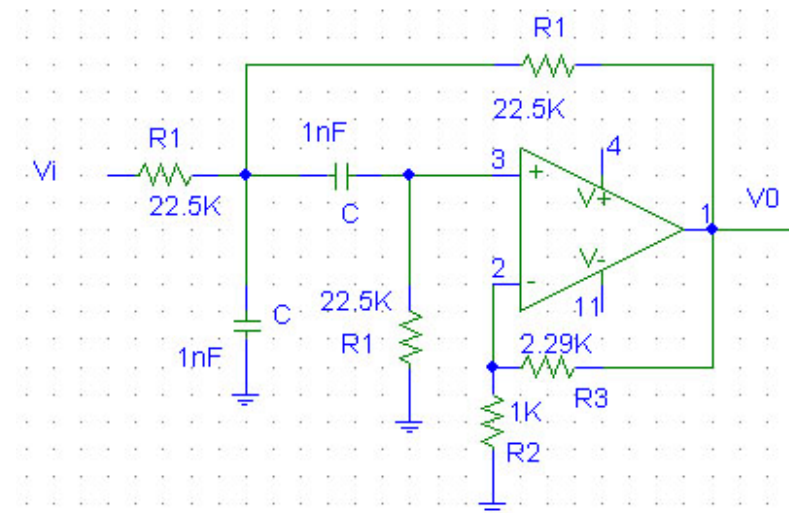 R1
22.5K
R1
1nF
3
4
Vi
+
V+
V0
22.5K
C
1
2
V-
-
22.5K
11
C
R1
2.29K
1nF
R3
1K
R2